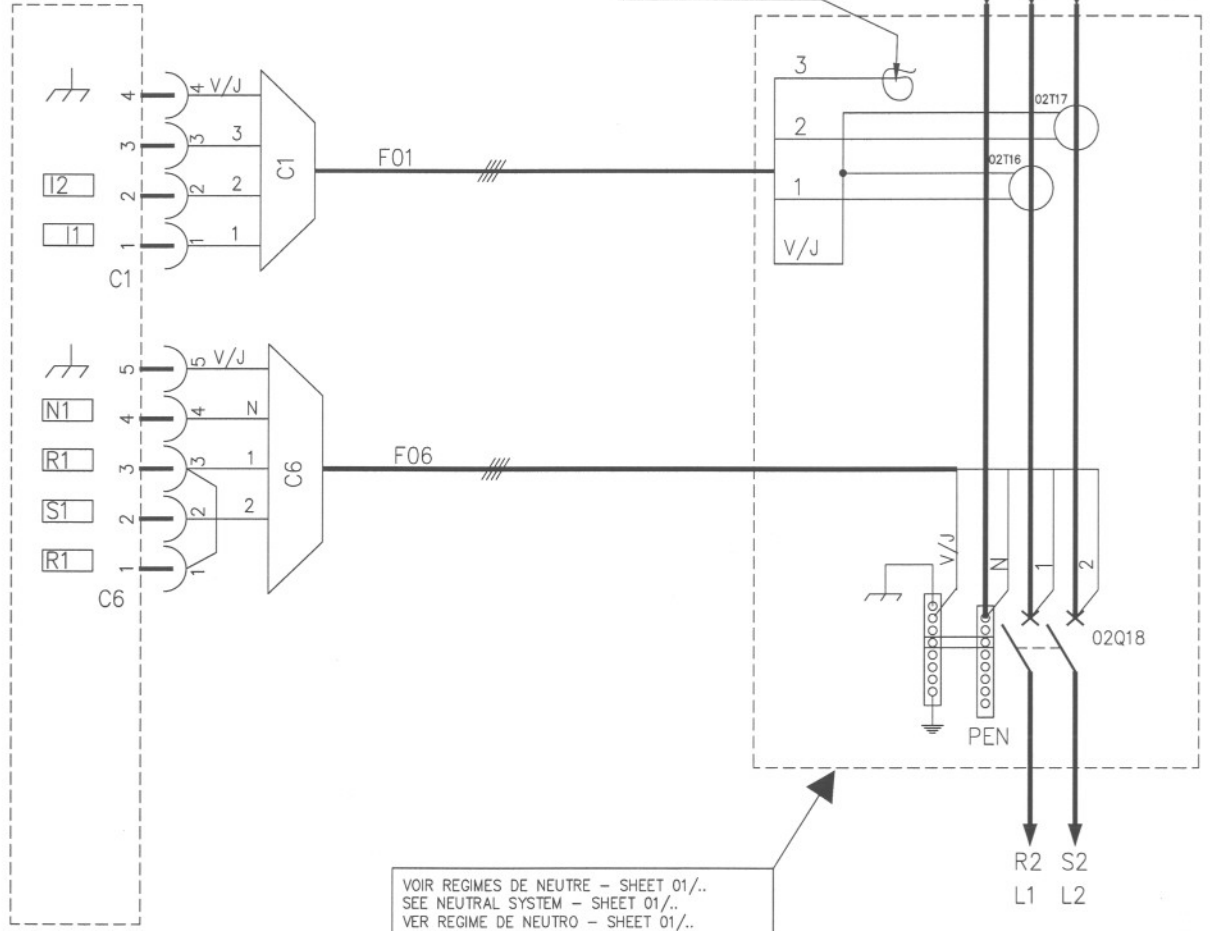 4 4 V/J
3 3 3
I2 2 2 2
I1 1 1 1
C1
C1
F01
3
2
1
V/J
02T17
02T16
5 5 V/J
N1 4 4 N
R1 3 3 1
S1 2 2 2
R1 1 1
C6
C6
F06
V/J
N
1
2
02Q18
PEN
R2 S2
L1 L2
VOIR REGIMES DE NEUTRE - SHEET 01/..
SEE NEUTRAL SYSTEM - SHEET 01/..
VER REGIME DE NEUTRO - SHEET 01/..